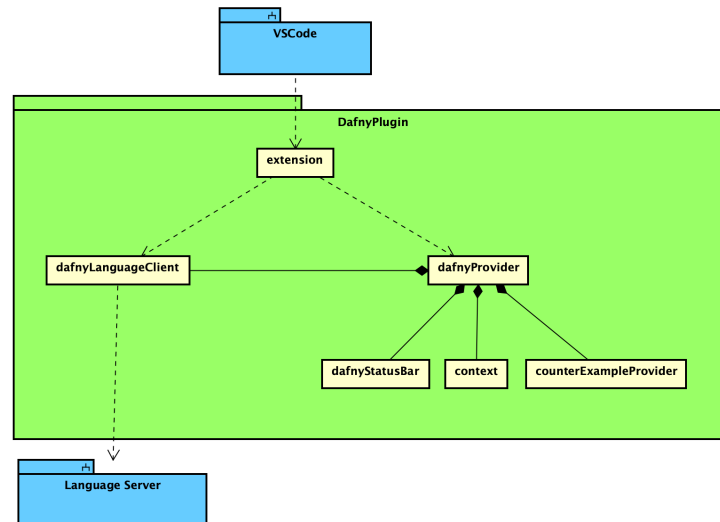 VSCode
DafnyPlugin
extension
dafnyLanguageClient
dafnyProvider
dafnyStatusBar
context
counterExampleProvider
Language Server